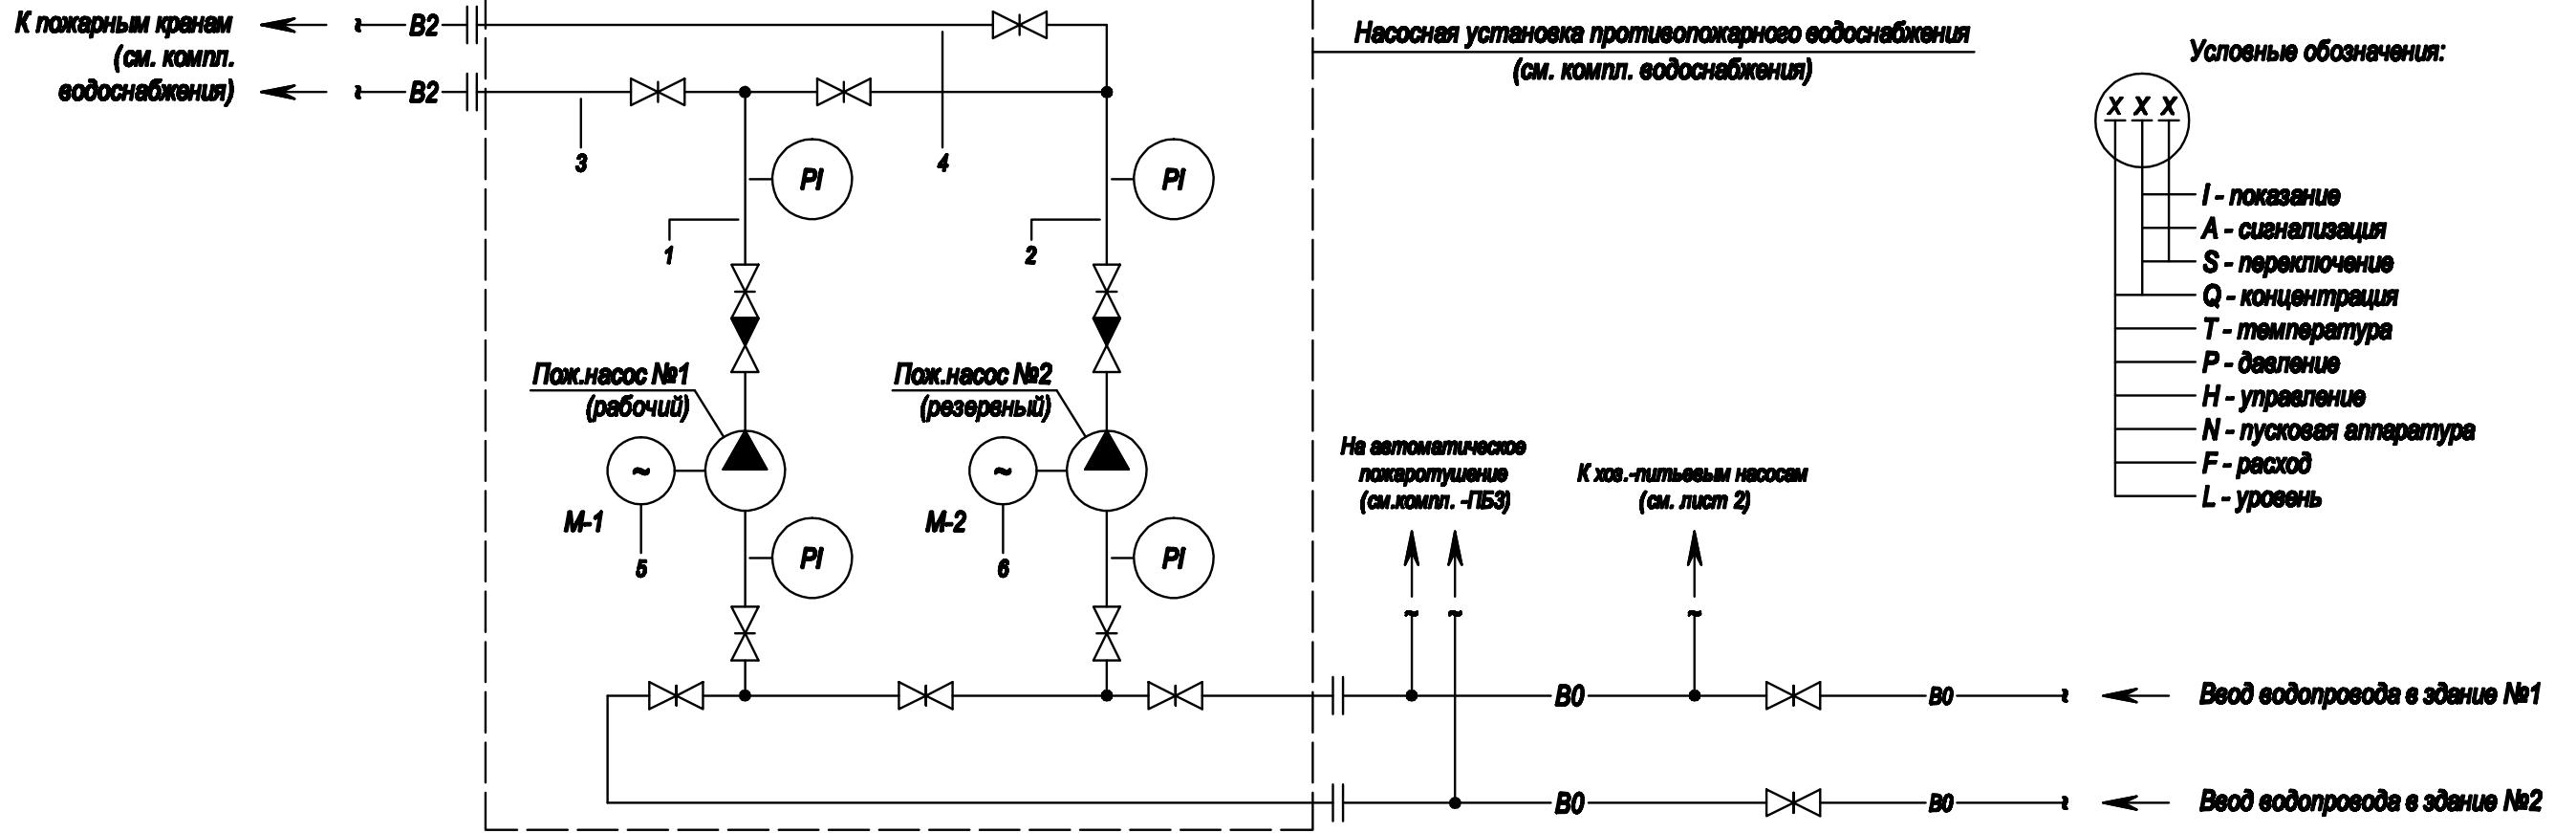 К пожарным кранам
(см. компл.
водоснабжения)
В2
В2
3
4
PI
PI
1
2
Пож.насос №1
(рабочий)
Пож.насос №2
(резервный)
~
~
М-1
М-2
5
6
PI
PI
Насосная установка противопожарного водоснабжения
(см. компл. водоснабжения)
На автоматическое
пожаротушение
(см.компл. -ПБ3)
К хоз.-питьевым насосам
(см. лист 2)
В0
В0
Ввод водопровода в здание №1
В0
В0
Ввод водопровода в здание №2
Условные обозначения:
X X X
I - показание
A - сигнализация
S - переключение
Q - концентрация
T - температура
P - давление
H - управление
N - пусковая аппаратура
F - расход
L - уровень